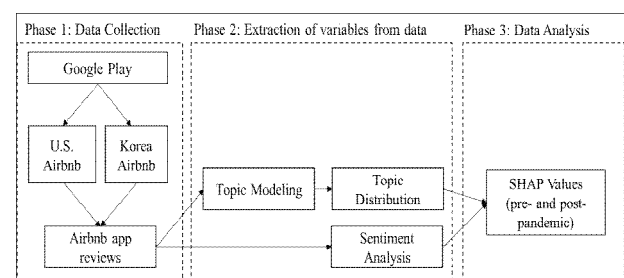 Phase 1: Data Collection
Phase 2: Extraction of variables from data
Phase 3: Data Analysis
Google Play
U.S.
Airbnb
Korea
Airbnb
Airbnb app
reviews
Topic Modeling
Topic
Distribution
Sentiment
Analysis
SHAP Values
(pre- and post-
pandemic)